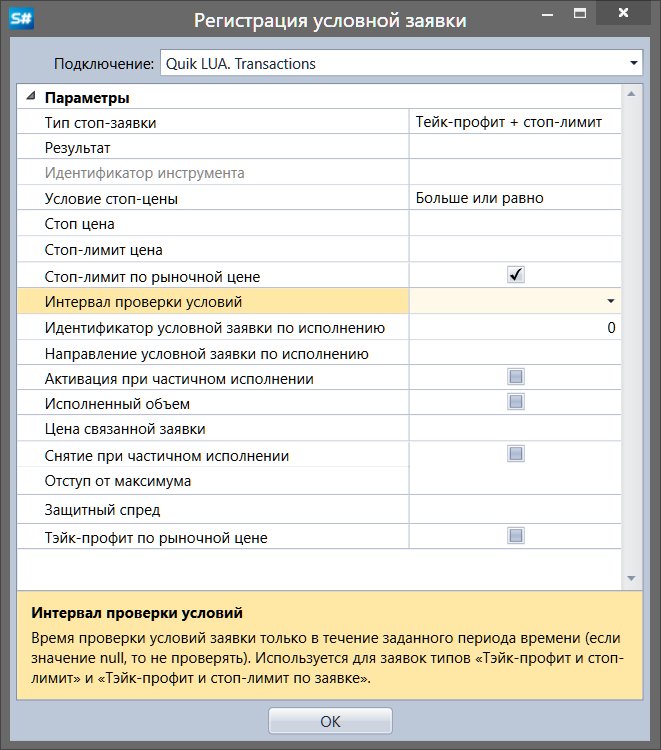 S#
Регистрация условной заявки
Подключение: Quik LUA. Transactions
Параметры
Тип стоп-заявки Тейк-профит + стоп-лимит
Результат
Идентификатор инструмента
Условие стоп-цены Больше или равно
Стоп цена
Стоп-лимит цена
Стоп-лимит по рыночной цене
Интервал проверки условий
Идентификатор условной заявки по исполнению 0
Направление условной заявки по исполнению
Активация при частичном исполнении
Исполненный объем
Цена связанной заявки
Снятие при частичном исполнении
Отступ от максимума
Защитный спред
Тэйк-профит по рыночной цене
Интервал проверки условий
Время проверки условий заявки только в течение заданного периода времени (если
значение null, то не проверять). Используется для заявок типов «Тэйк-профит и стоп-
лимит» и «Тэйк-профит и стоп-лимит по заявке».
OK